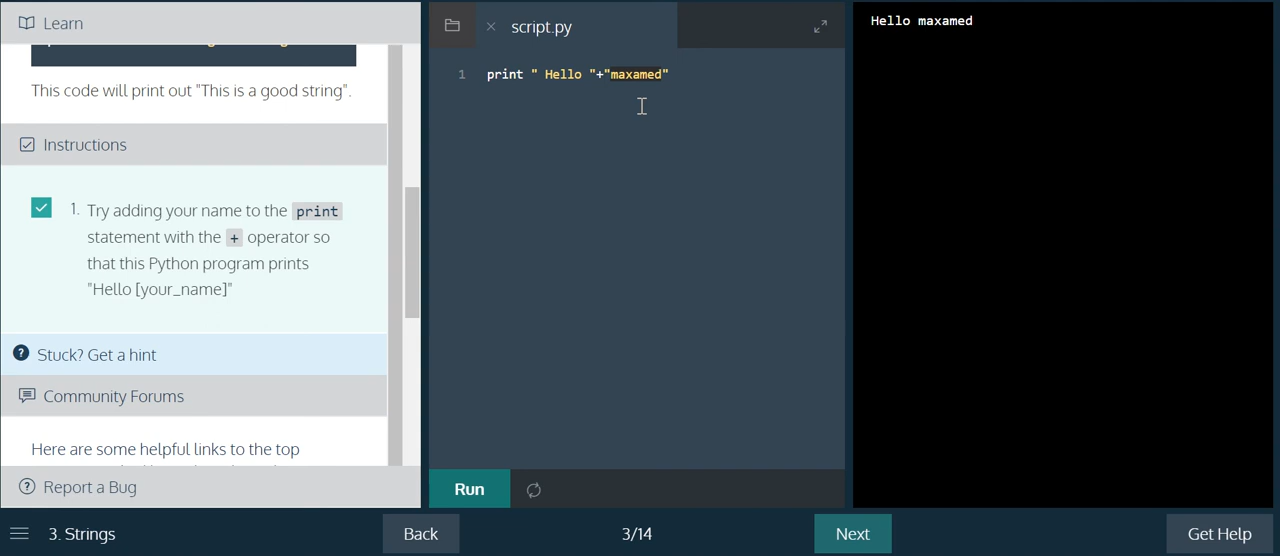 Learn
This code will print out "This is a good string".
Instructions
1. Try adding your name to the print
statement with the + operator so
that this Python program prints
"Hello [your_name]"
Stuck? Get a hint
Community Forums
Here are some helpful links to the top
Report a Bug
script.py
1 print " Hello "+"maxamed"
Run
Hello maxamed
3. Strings
Back
3/14
Next
Get Help